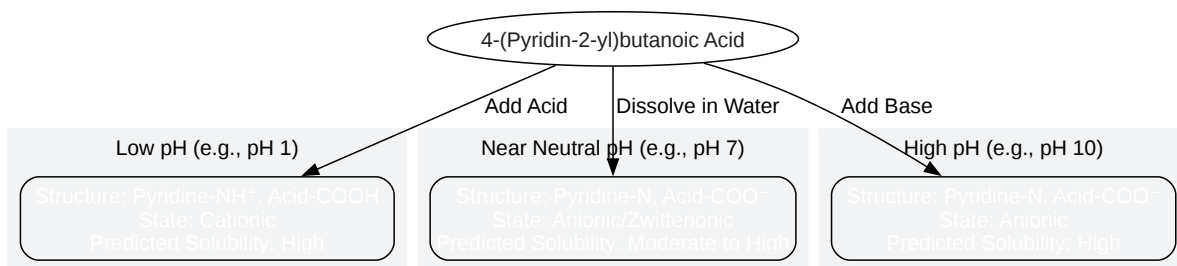 4-(Pyridin-2-yl)butanoic Acid
Add Acid
Dissolve in Water
Add Base
Low pH (e.g., pH 1)
Near Neutral pH (e.g., pH 7)
High pH (e.g., pH 10)
Structure: Pyridine-NH⁺, Acid-COOH
State: Cationic
Predicted Solubility: High
Structure: Pyridine-N, Acid-COO⁻
State: Anionic/Zwitterionic
Predicted Solubility: Moderate to High
Structure: Pyridine-N, Acid-COO⁻
State: Anionic
Predicted Solubility: High